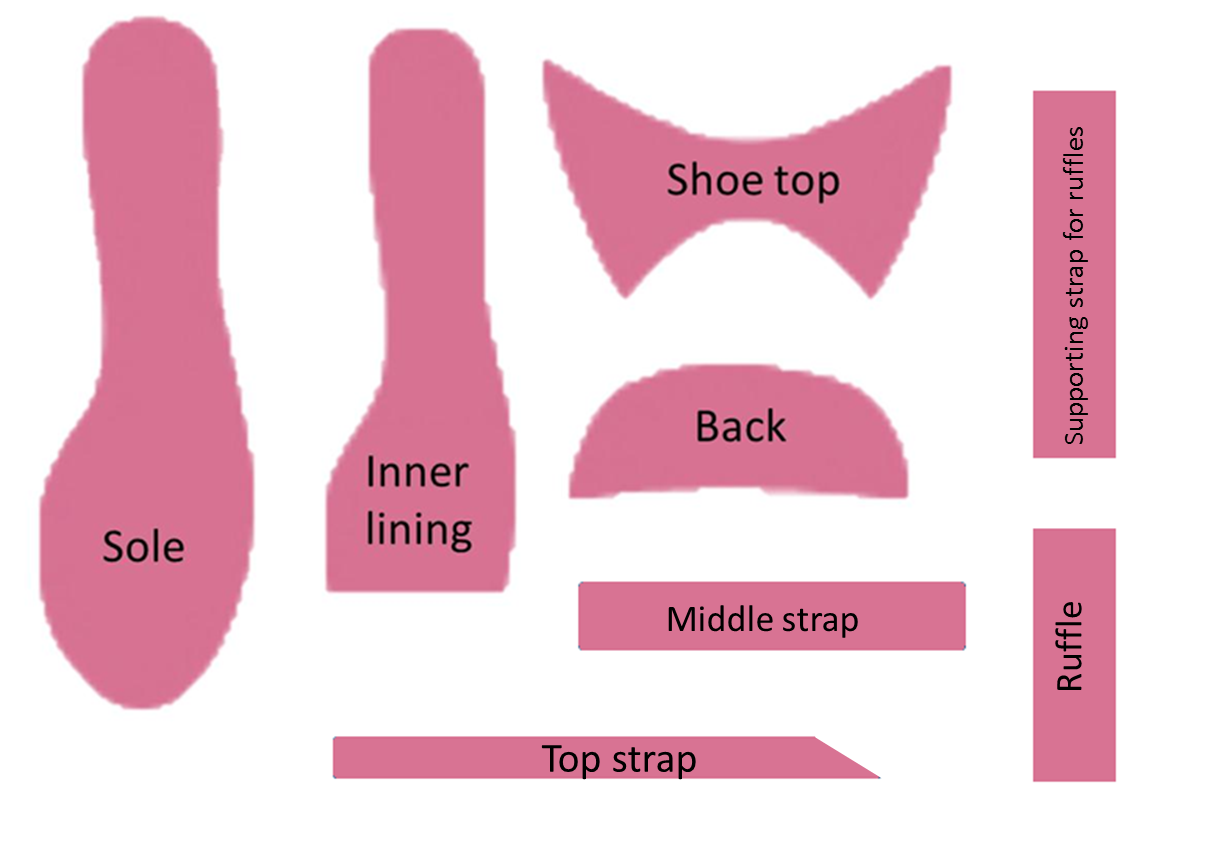 Sole
Inner
lining
Shoe top
Back
Middle strap
Top strap
Supporting strap for ruffles
Ruffle